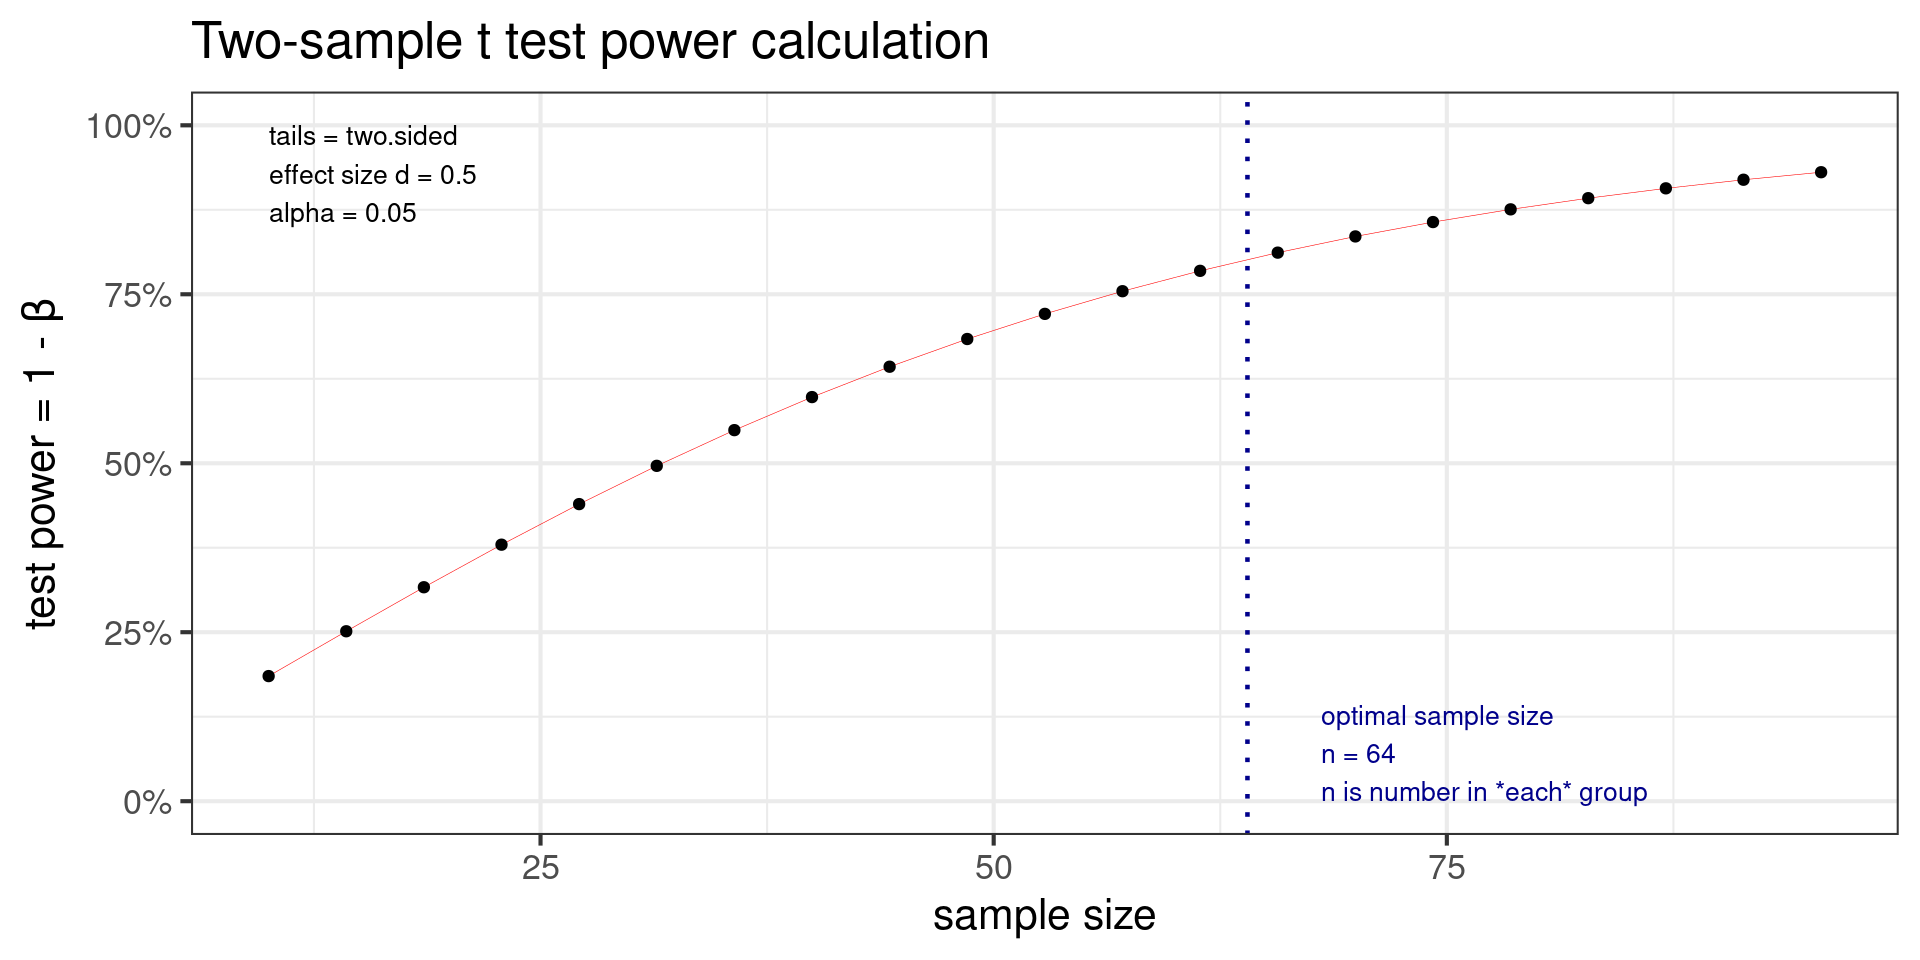 Two-sample t test power calculation
100%
75%
50%
25%
0%
test power = 1 - β
tails = two.sided
effect size d = 0.5
alpha = 0.05
optimal sample size
n = 64
n is number in *each* group
25
50
75
sample size